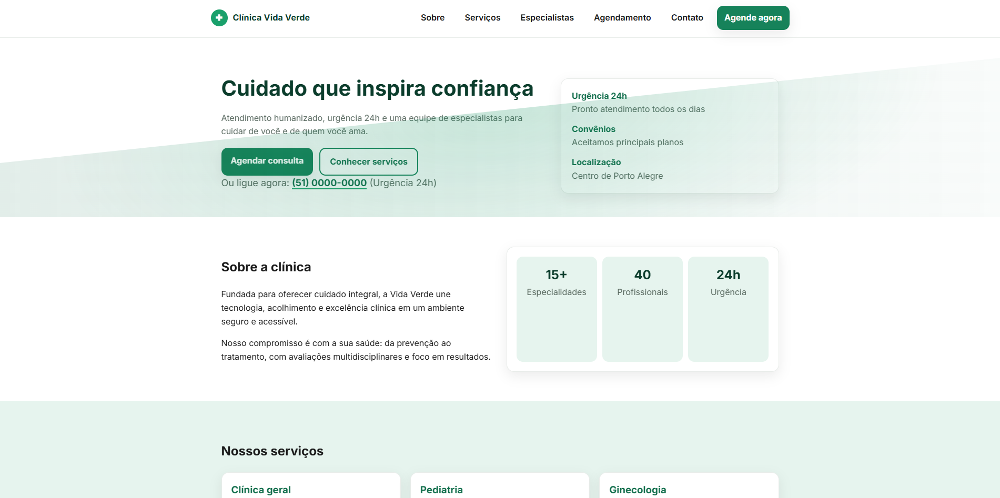 Clínica Vida Verde
Sobre
Serviços
Especialistas
Agendamento
Contato
Agende agora
Cuidado que inspira confiança
Atendimento humanizado, urgência 24h e uma equipe de especialistas para
cuidar de você e de quem você ama.
Agendar consulta
Conhecer serviços
Ou ligue agora: (51) 0000-0000 (Urgência 24h)
Urgência 24h
Pronto atendimento todos os dias
Convênios
Aceitamos principais planos
Localização
Centro de Porto Alegre
Sobre a clínica
Fundada para oferecer cuidado integral, a Vida Verde une
tecnologia, acolhimento e excelência clínica em um ambiente
seguro e acessível.
Nosso compromisso é com a sua saúde: da prevenção ao
tratamento, com avaliações multidisciplinares e foco em resultados.
15+
Especialidades
40
Profissionais
24h
Urgência
Nossos serviços
Clínica geral
Pediatria
Ginecologia